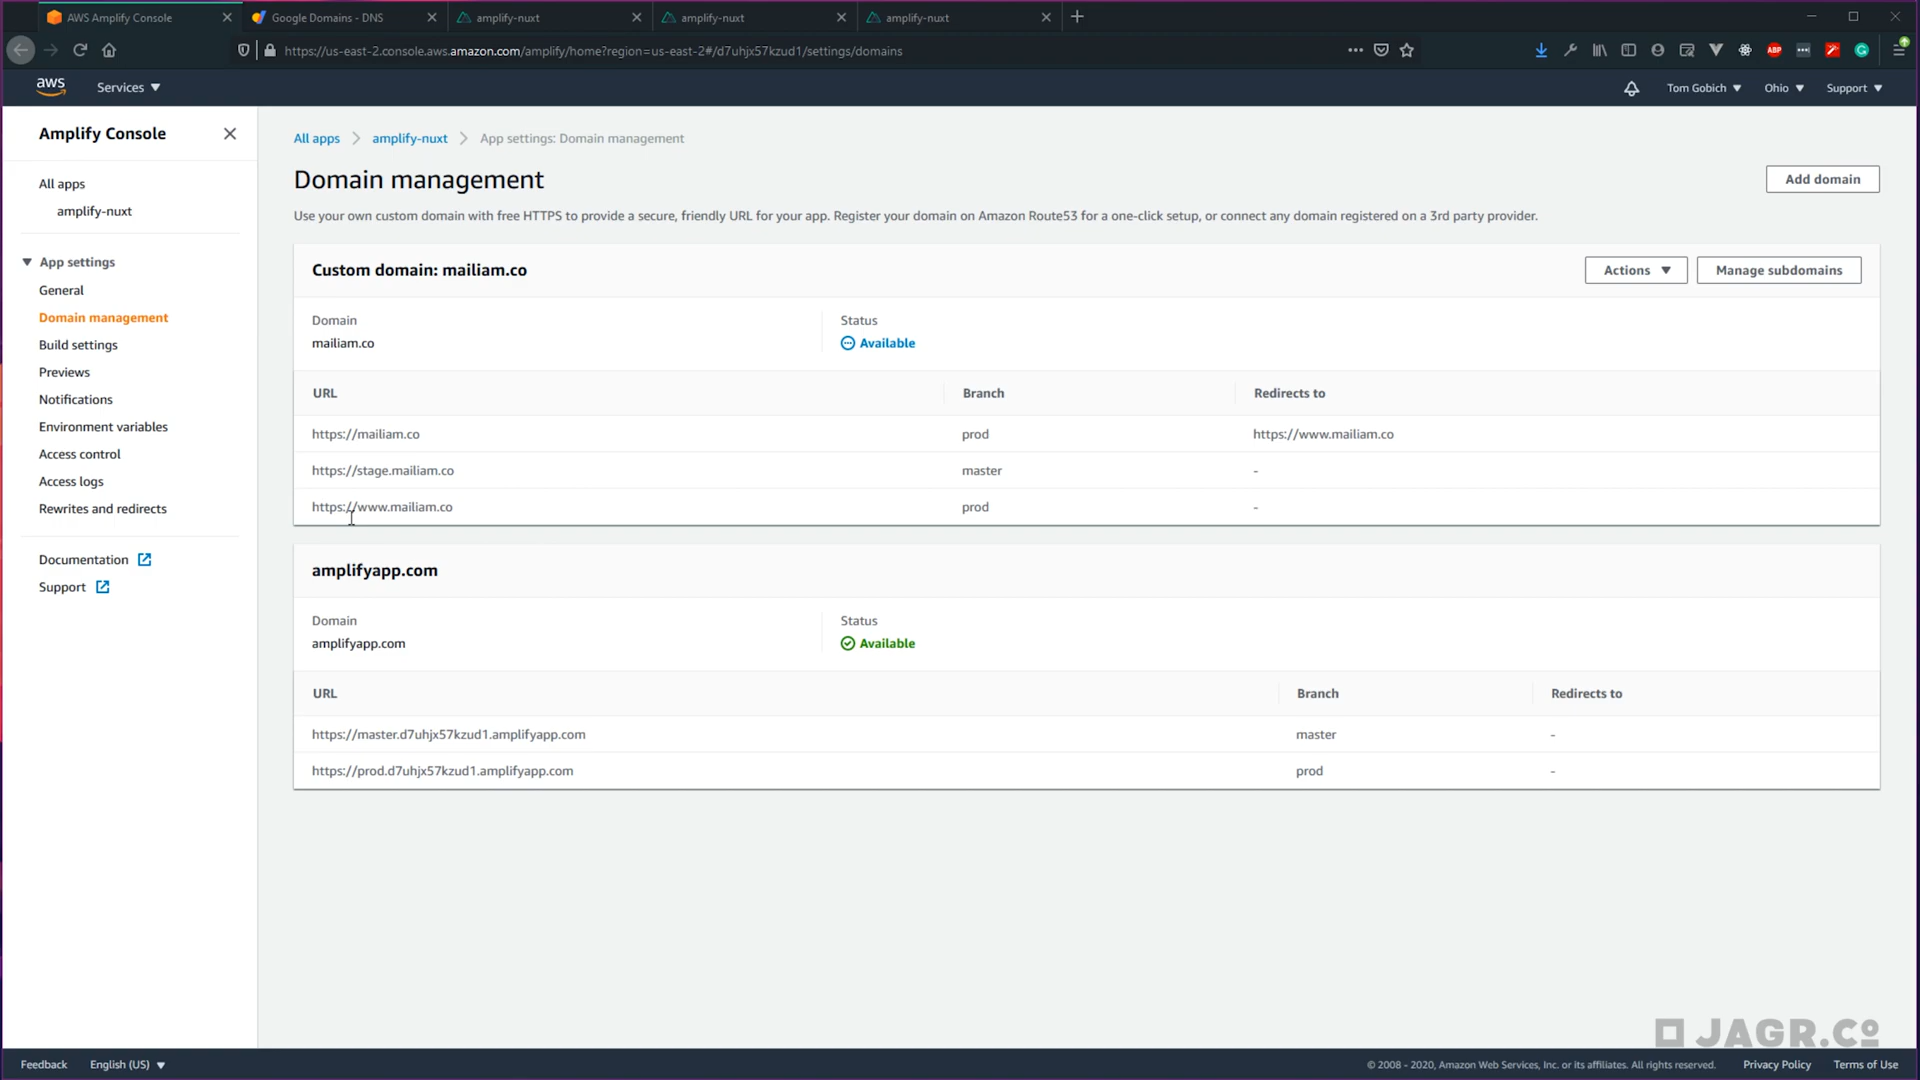 AWS Amplify Console
Google Domains - DNS
amplify-nuxt
amplify-nuxt
amplify-nuxt
https://us-east-2.console.aws.amazon.com/amplify/home?region=us-east-2#/d7uhjx57kzud1/settings/domains
ABP
aws
Services
Tom Gobich
Ohio
Support
Amplify Console
All apps
amplify-nuxt
App settings
General
Domain management
Build settings
Previews
Notifications
Environment variables
Access control
Access logs
Rewrites and redirects
Documentation
Support
All apps
amplify-nuxt
App settings: Domain management
Domain management
Add domain
Use your own custom domain with free HTTPS to provide a secure, friendly URL for your app. Register your domain on Amazon Route53 for a one-click setup, or connect any domain registered on a 3rd party provider.
Custom domain: mailiam.co
Actions
Manage subdomains
Domain
mailiam.co
Status
Available
URL
Branch
Redirects to
https://mailiam.co
prod
https://www.mailiam.co
https://stage.mailiam.co
master
-
https://www.mailiam.co
prod
-
amplifyapp.com
Domain
amplifyapp.com
Status
Available
URL
Branch
Redirects to
https://master.d7uhjx57kzud1.amplifyapp.com
master
-
https://prod.d7uhjx57kzud1.amplifyapp.com
prod
-
JAGR.Co
Feedback
English (US)
© 2008 - 2020, Amazon Web Services, Inc. or its affiliates. All rights reserved.
Privacy Policy
Terms of Use